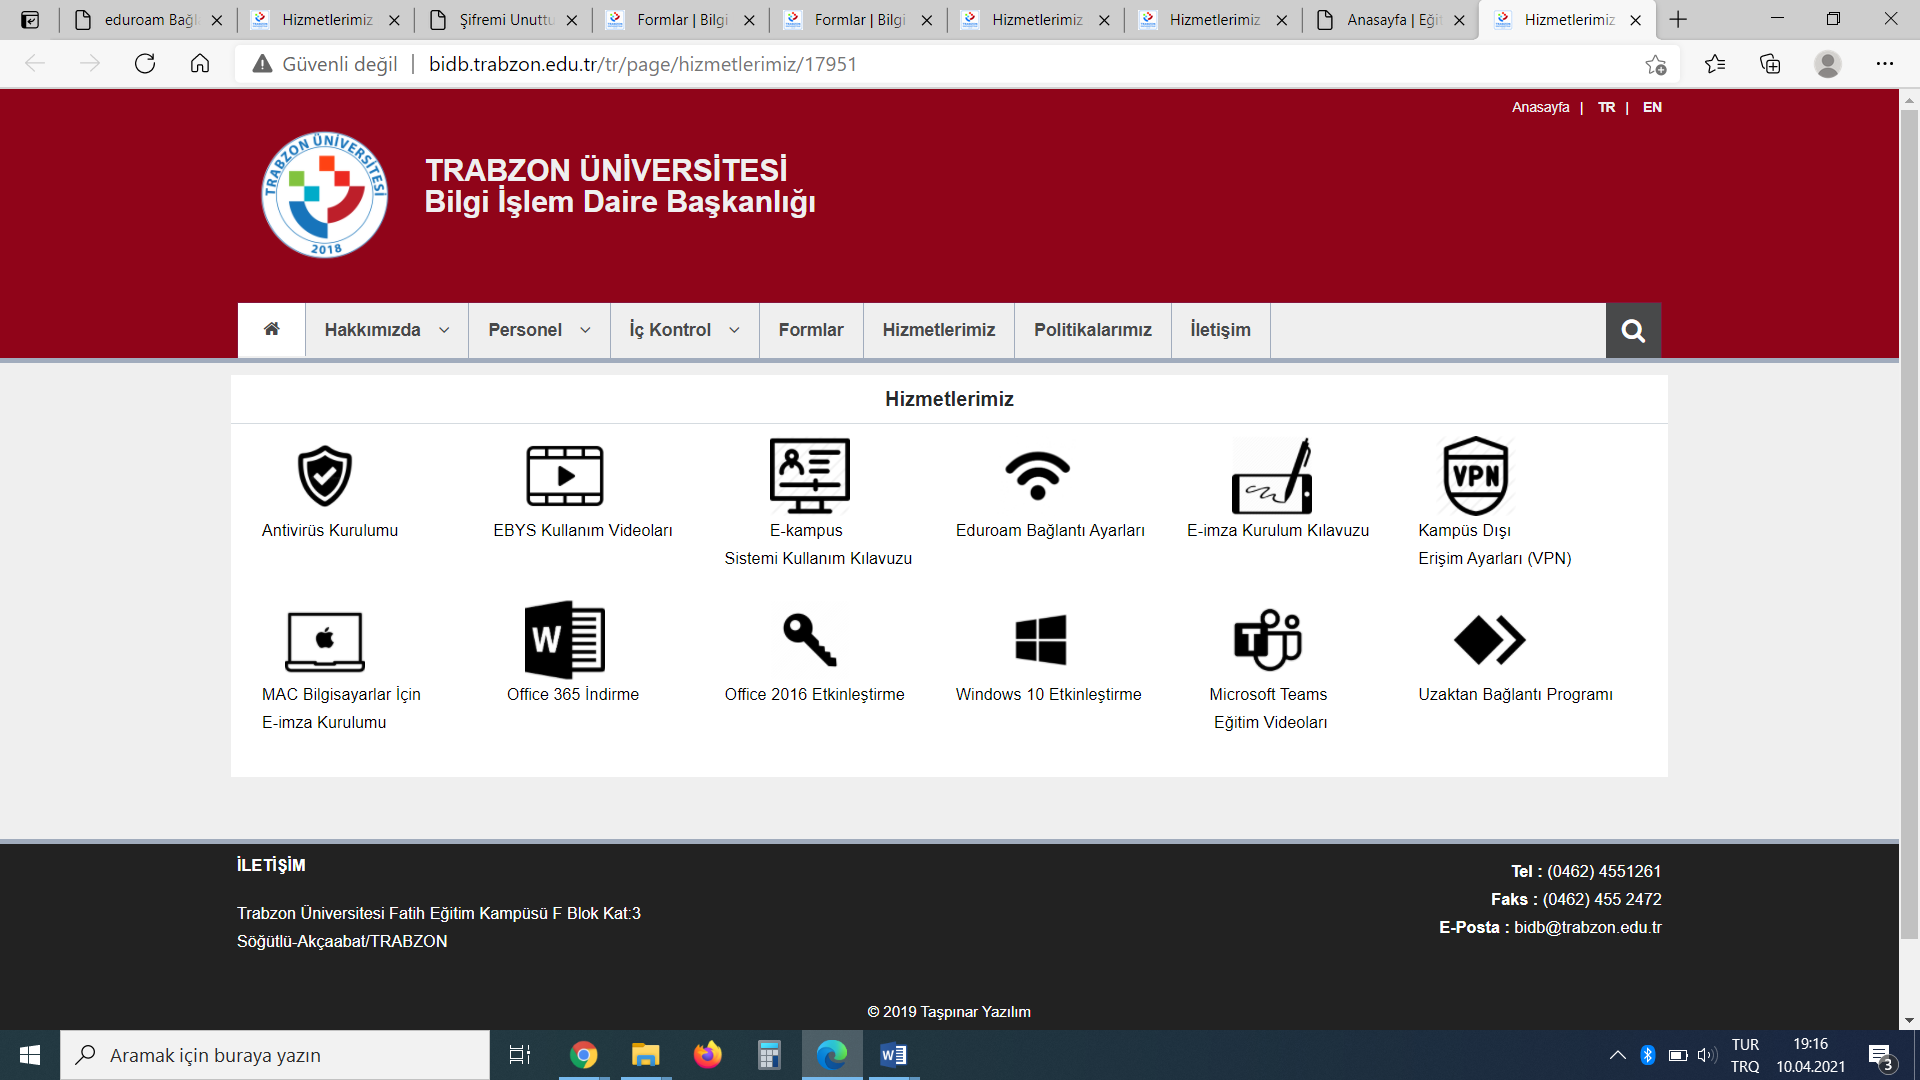 eduroam Bağl
Hizmetlerimiz
Şifremi Unuttu
Formlar | Bilgi
Formlar | Bilgi
Hizmetlerimiz
Hizmetlerimiz
Anasayfa | Eğit
Hizmetlerimiz
Güvenli değil | bidb.trabzon.edu.tr/tr/page/hizmetlerimiz/17951
Anasayfa | TR | EN
TRABZON ÜNİVERSİTESİ
2018
TRABZON ÜNİVERSİTESİ
Bilgi İşlem Daire Başkanlığı
Hakkımızda
Personel
İç Kontrol
Formlar
Hizmetlerimiz
Politikalarımız
İletişim
Hizmetlerimiz
VPN
Antivirüs Kurulumu
EBYS Kullanım Videoları
E-kampus
Sistemi Kullanım Kılavuzu
Eduroam Bağlantı Ayarları
E-imza Kurulum Kılavuzu
Kampüs Dışı
Erişim Ayarları (VPN)
W
T
MAC Bilgisayarlar İçin
E-imza Kurulumu
Office 365 İndirme
Office 2016 Etkinleştirme
Windows 10 Etkinleştirme
Microsoft Teams
Eğitim Videoları
Uzaktan Bağlantı Programı
İLETİŞİM
Trabzon Üniversitesi Fatih Eğitim Kampüsü F Blok Kat:3
Söğütlü-Akçaabat/TRABZON
Tel : (0462) 4551261
Faks : (0462) 455 2472
E-Posta : bidb@trabzon.edu.tr
© 2019 Taşpınar Yazılım
Aramak için buraya yazın
W
TUR
TRQ
19:16
10.04.2021
3